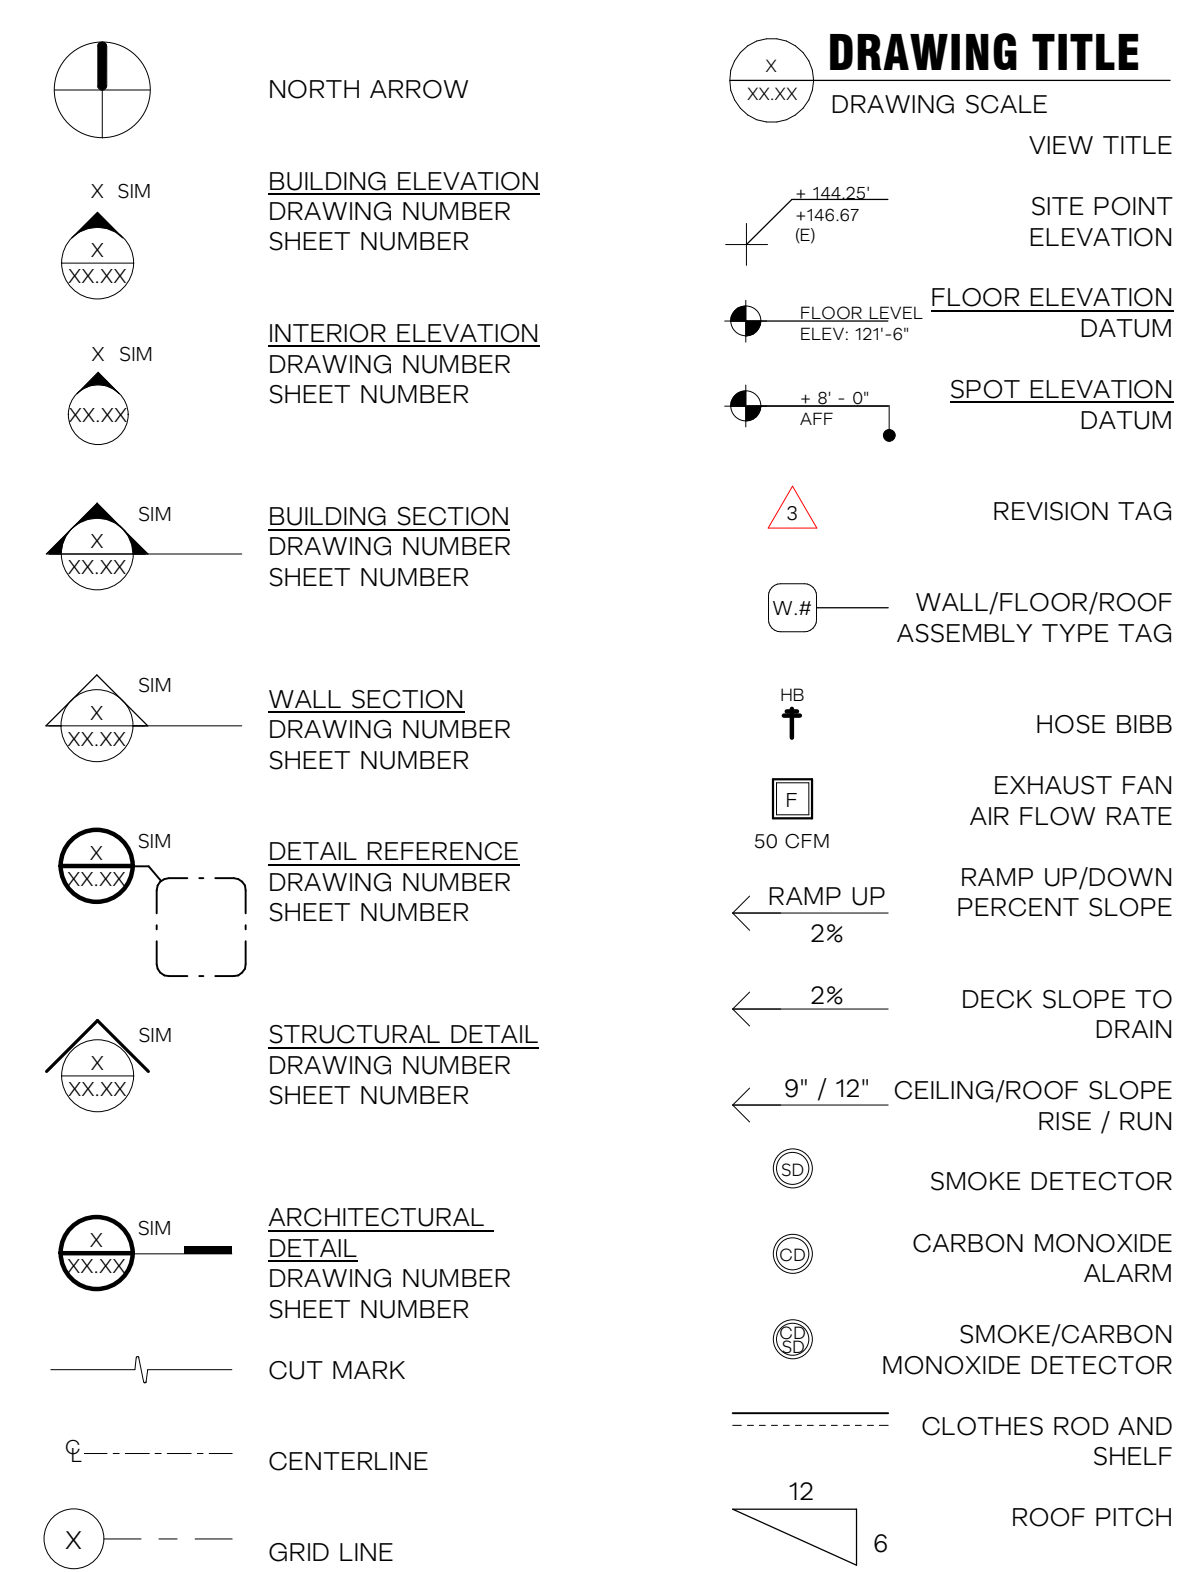 NORTH ARROW
X SIM
X
XX.XX
BUILDING ELEVATION
DRAWING NUMBER
SHEET NUMBER
X SIM
XX.XX
INTERIOR ELEVATION
DRAWING NUMBER
SHEET NUMBER
SIM
X
XX.XX
BUILDING SECTION
DRAWING NUMBER
SHEET NUMBER
SIM
X
XX.XX
WALL SECTION
DRAWING NUMBER
SHEET NUMBER
SIM
X
XX.XX
DETAIL REFERENCE
DRAWING NUMBER
SHEET NUMBER
SIM
X
XX.XX
STRUCTURAL DETAIL
DRAWING NUMBER
SHEET NUMBER
SIM
X
XX.XX
ARCHITECTURAL
DETAIL
DRAWING NUMBER
SHEET NUMBER
CUT MARK
℄
CENTERLINE
X
GRID LINE
X
XX.XX
DRAWING TITLE
DRAWING SCALE
VIEW TITLE
+ 144.25'
+146.67
(E)
SITE POINT
ELEVATION
FLOOR LEVEL
ELEV: 121'-6"
FLOOR ELEVATION
DATUM
+ 8' - 0"
AFF
SPOT ELEVATION
DATUM
3
REVISION TAG
W.#
WALL/FLOOR/ROOF
ASSEMBLY TYPE TAG
HB
HOSE BIBB
F
50 CFM
EXHAUST FAN
AIR FLOW RATE
RAMP UP
2%
RAMP UP/DOWN
PERCENT SLOPE
2%
DECK SLOPE TO
DRAIN
9" / 12"
CEILING/ROOF SLOPE
RISE / RUN
SD
SMOKE DETECTOR
CD
CARBON MONOXIDE
ALARM
CD
SD
SMOKE/CARBON
MONOXIDE DETECTOR
CLOTHES ROD AND
SHELF
12
6
ROOF PITCH